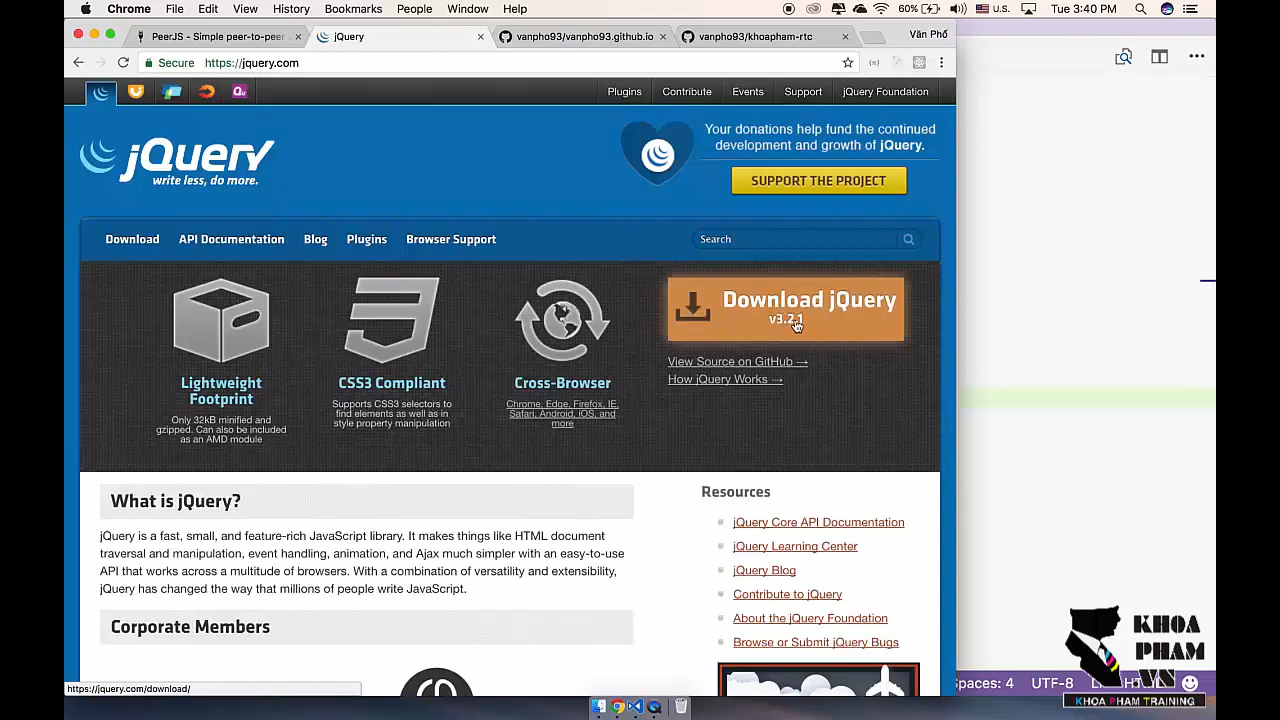 Chrome File Edit View History Bookmarks People Window Help 60% U.S. Tue 3:40 PM
PeerJS - Simple peer-to-peer jQuery vanpho93/vanpho93.github.io vanpho93/khoapham-rtc Văn Phố
Secure https://jquery.com
Plugins Contribute Events Support jQuery Foundation
jQuery
write less, do more.
Your donations help fund the continued
development and growth of jQuery.
SUPPORT THE PROJECT
Download API Documentation Blog Plugins Browser Support Search
Lightweight
Footprint
Only 32kB minified and
gzipped. Can also be included
as an AMD module
CSS3 Compliant
Supports CSS3 selectors to
find elements as well as in
style property manipulation
Cross-Browser
Chrome, Edge, Firefox, IE,
Safari, Android, iOS, and
more
Download jQuery
v3.2.1
View Source on GitHub →
How jQuery Works →
What is jQuery?
jQuery is a fast, small, and feature-rich JavaScript library. It makes things like HTML document
traversal and manipulation, event handling, animation, and Ajax much simpler with an easy-to-use
API that works across a multitude of browsers. With a combination of versatility and extensibility,
jQuery has changed the way that millions of people write JavaScript.
Corporate Members
Resources
jQuery Core API Documentation
jQuery Learning Center
jQuery Blog
Contribute to jQuery
About the jQuery Foundation
Browse or Submit jQuery Bugs
https://jquery.com/download/
Spaces: 4 UTF-8
KHOA
PHAM
VN
KHOA PHAM TRAINING